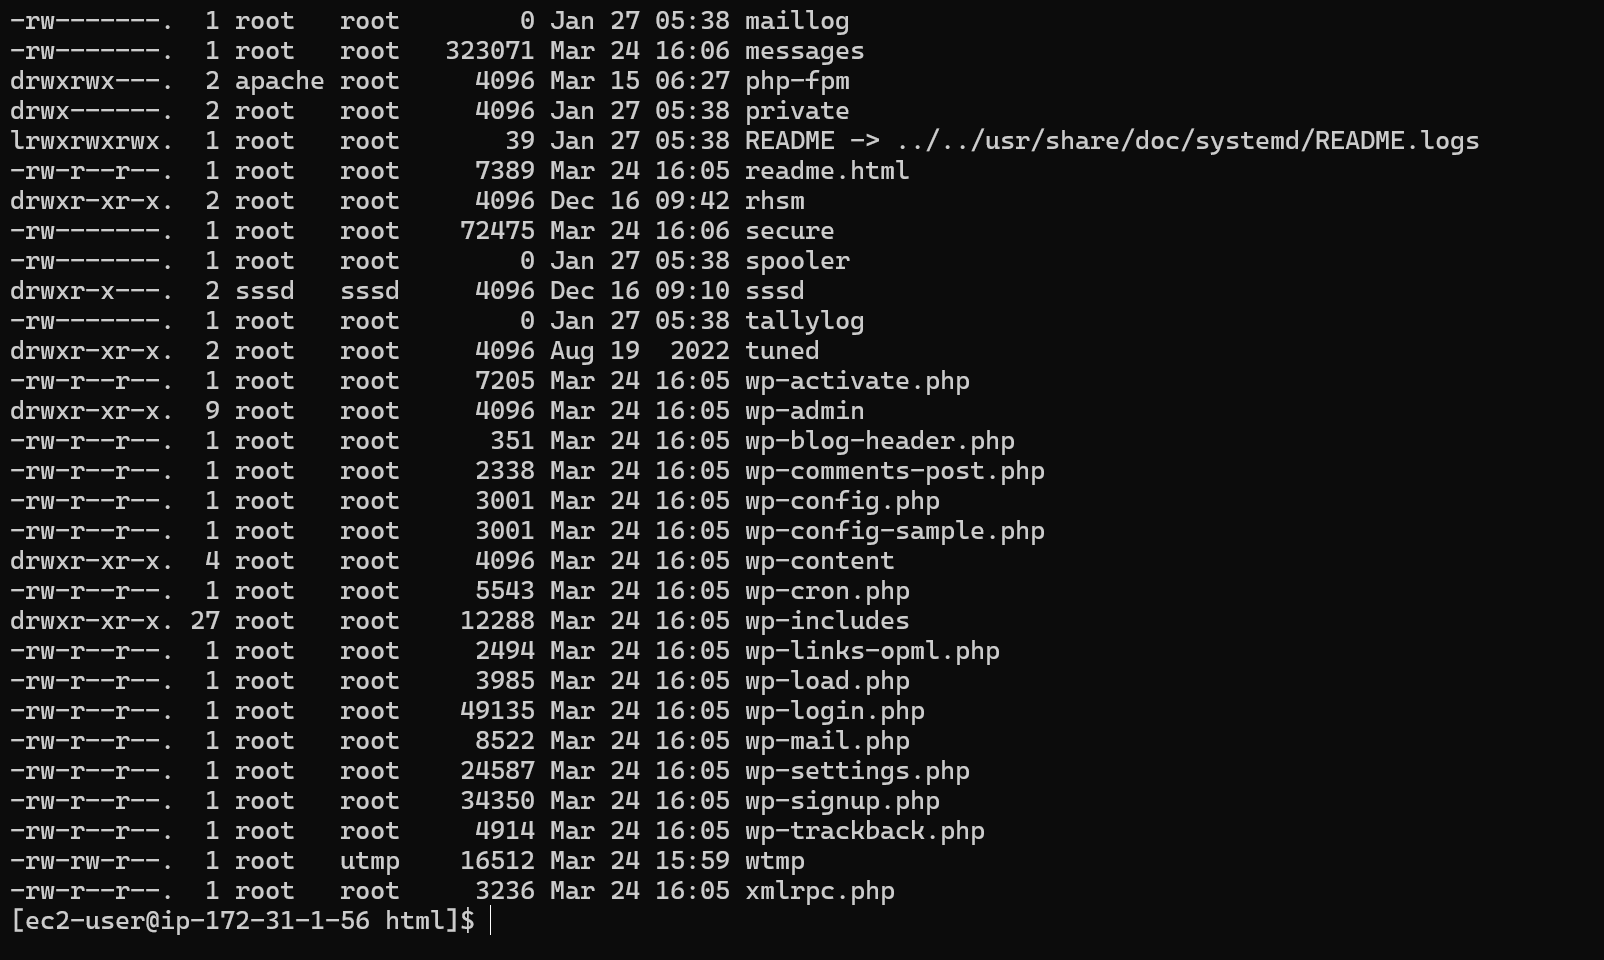 -rw-------.  1 root   root     0 Jan 27 05:38 maillog
-rw-------.  1 root   root   323071 Mar 24 16:06 messages
drwxrwx---.  2 apache root     4096 Mar 15 06:27 php-fpm
drwx------.  2 root   root     4096 Jan 27 05:38 private
lrwxrwxrwx.  1 root   root       39 Jan 27 05:38 README -> ../../usr/share/doc/systemd/README.logs
-rw-r--r--.  1 root   root     7389 Mar 24 16:05 readme.html
drwxr-xr-x.  2 root   root     4096 Dec 16 09:42 rhsm
-rw-------.  1 root   root    72475 Mar 24 16:06 secure
-rw-------.  1 root   root        0 Jan 27 05:38 spooler
drwxr-x---.  2 sssd   sssd     4096 Dec 16 09:10 sssd
-rw-------.  1 root   root        0 Jan 27 05:38 tallylog
drwxr-xr-x.  2 root   root     4096 Aug 19  2022 tuned
-rw-r--r--.  1 root   root     7205 Mar 24 16:05 wp-activate.php
drwxr-xr-x.  9 root   root     4096 Mar 24 16:05 wp-admin
-rw-r--r--.  1 root   root      351 Mar 24 16:05 wp-blog-header.php
-rw-r--r--.  1 root   root     2338 Mar 24 16:05 wp-comments-post.php
-rw-r--r--.  1 root   root     3001 Mar 24 16:05 wp-config.php
-rw-r--r--.  1 root   root     3001 Mar 24 16:05 wp-config-sample.php
drwxr-xr-x.  4 root   root     4096 Mar 24 16:05 wp-content
-rw-r--r--.  1 root   root     5543 Mar 24 16:05 wp-cron.php
drwxr-xr-x. 27 root   root    12288 Mar 24 16:05 wp-includes
-rw-r--r--.  1 root   root     2494 Mar 24 16:05 wp-links-opml.php
-rw-r--r--.  1 root   root     3985 Mar 24 16:05 wp-load.php
-rw-r--r--.  1 root   root    49135 Mar 24 16:05 wp-login.php
-rw-r--r--.  1 root   root     8522 Mar 24 16:05 wp-mail.php
-rw-r--r--.  1 root   root    24587 Mar 24 16:05 wp-settings.php
-rw-r--r--.  1 root   root    34350 Mar 24 16:05 wp-signup.php
-rw-r--r--.  1 root   root     4914 Mar 24 16:05 wp-trackback.php
-rw-rw-r--.  1 root   utmp    16512 Mar 24 15:59 wtmp
-rw-r--r--.  1 root   root     3236 Mar 24 16:05 xmlrpc.php
[ec2-user@ip-172-31-1-56 html]$